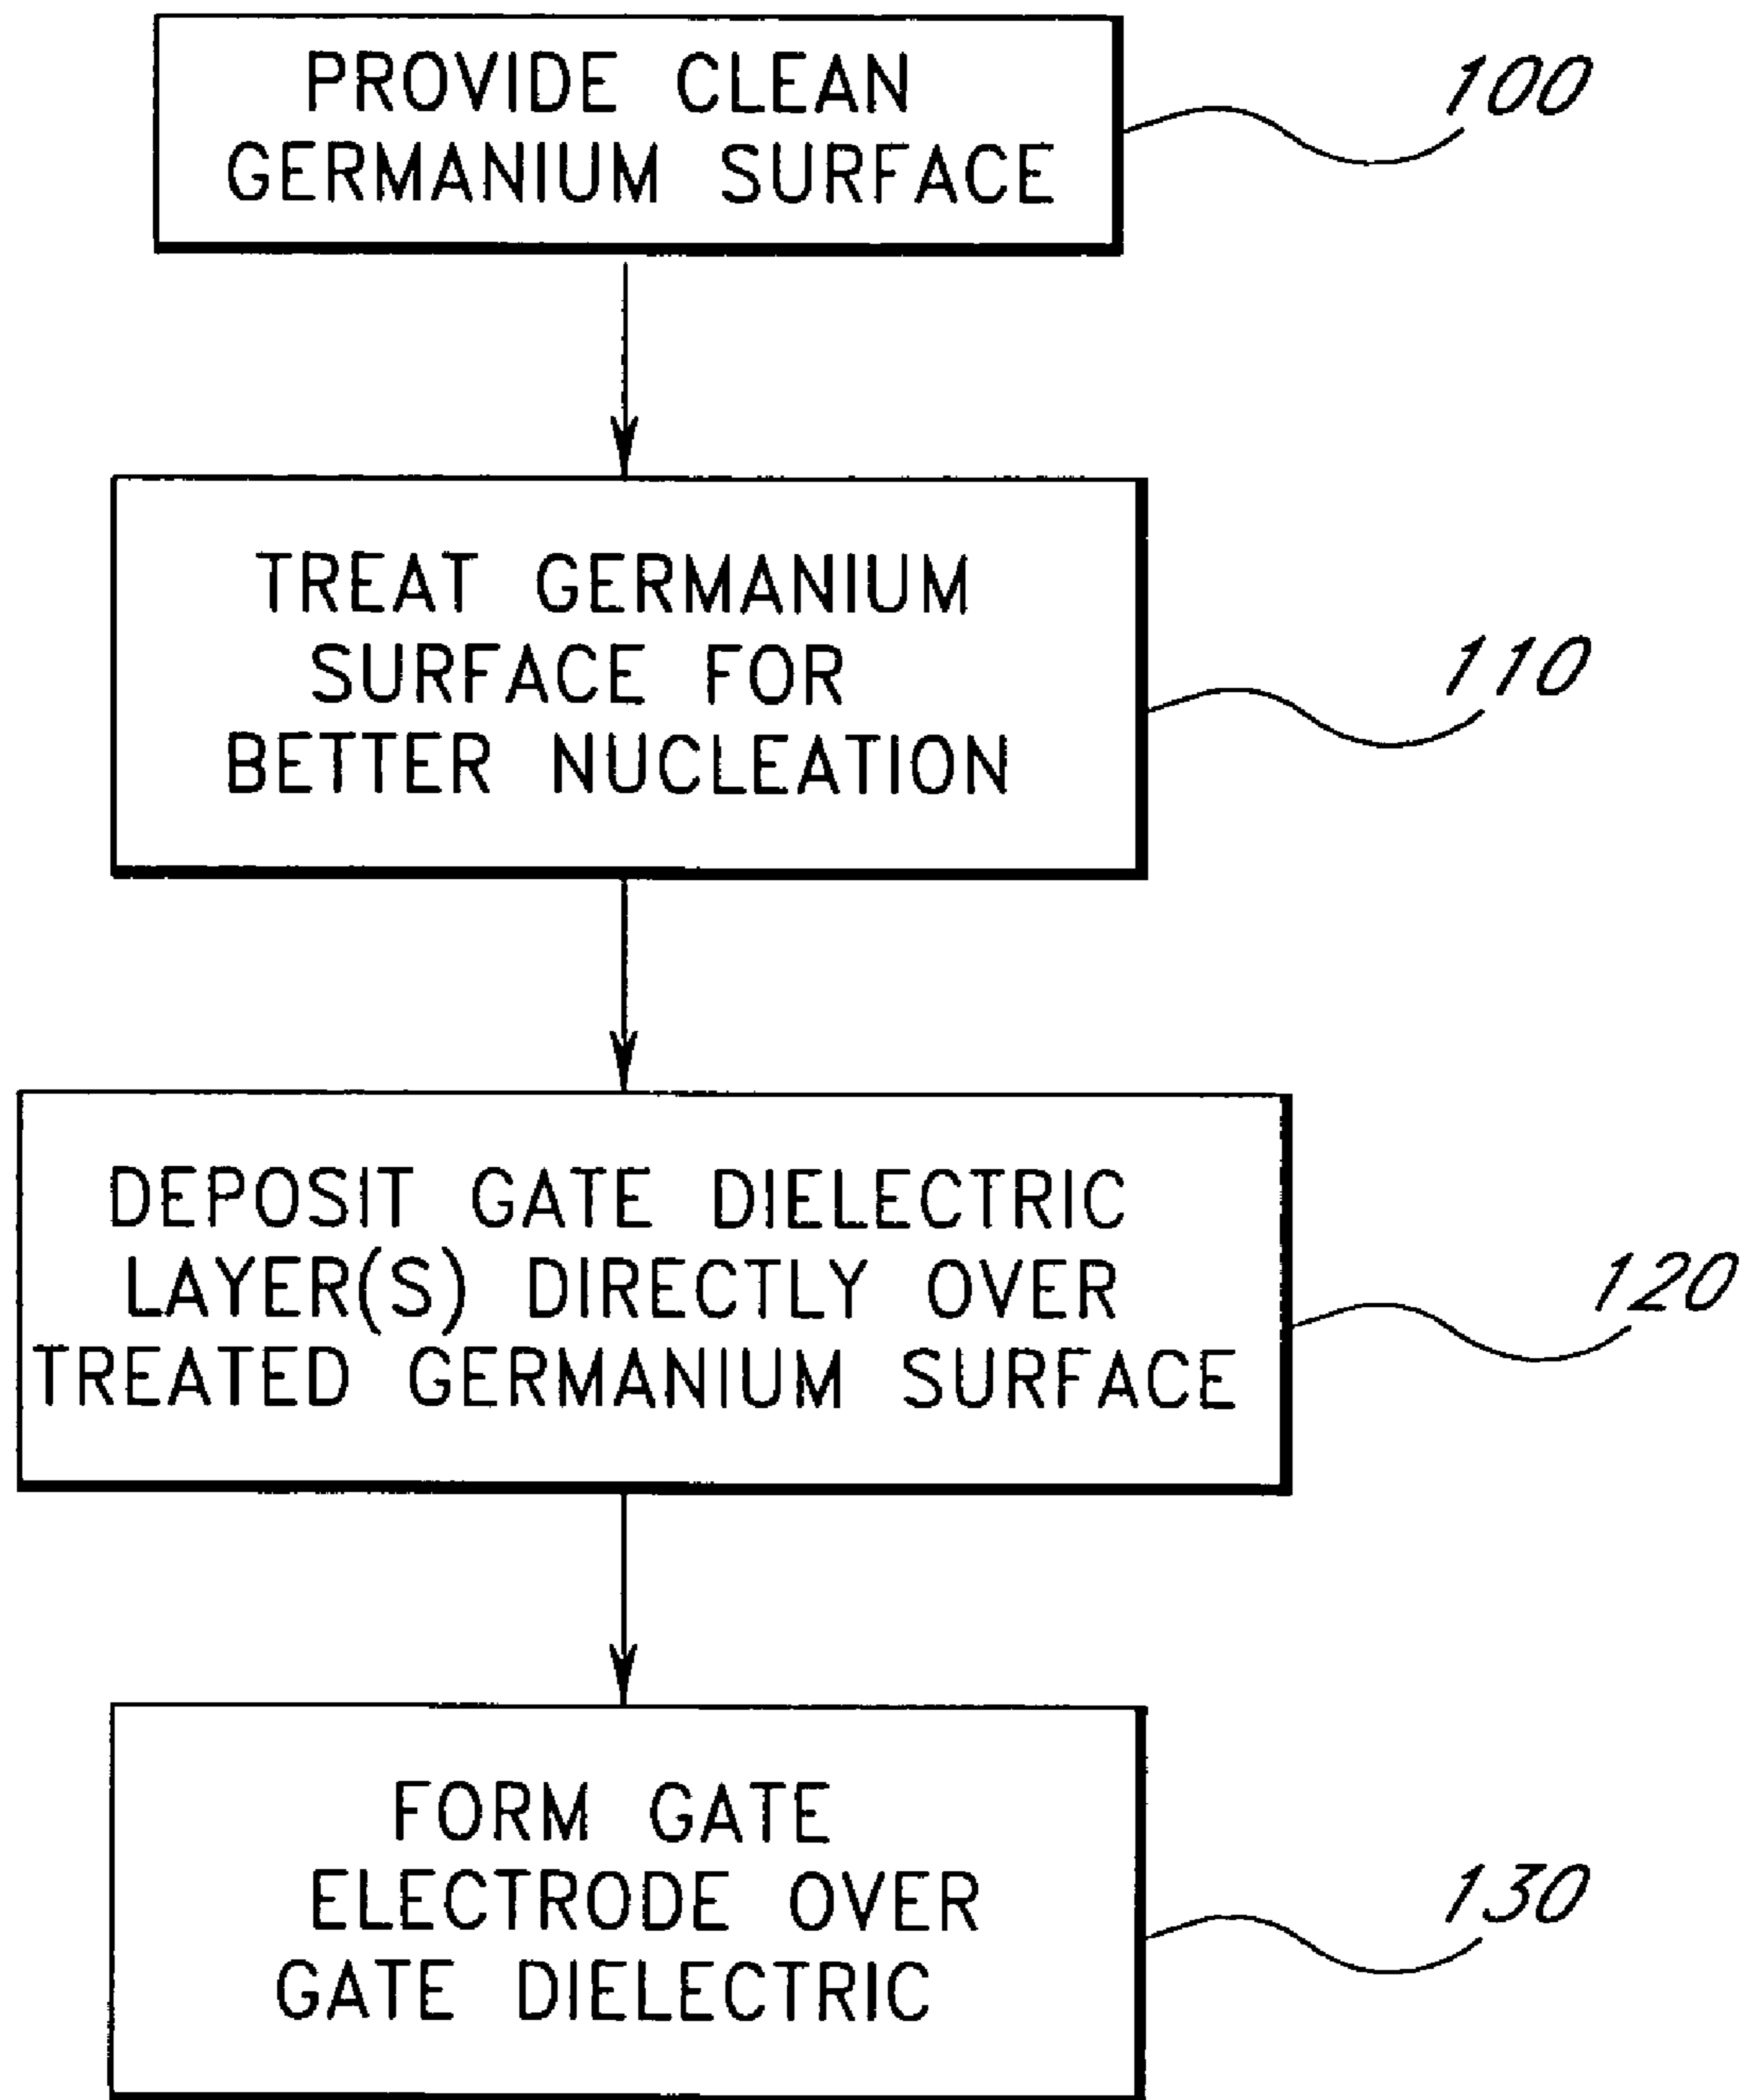 PROVIDE CLEAN
GERMANIUM SURFACE
100
TREAT GERMANIUM
SURFACE FOR
BETTER NUCLEATION
110
DEPOSIT GATE DIELECTRIC
LAYER(S) DIRECTLY OVER
TREATED GERMANIUM SURFACE
120
FORM GATE
ELECTRODE OVER
GATE DIELECTRIC
130